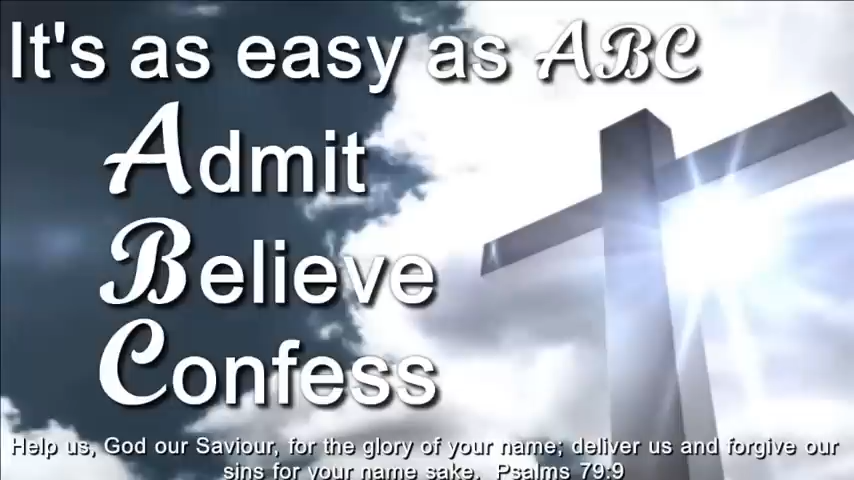 It's as easy as ABC
Admit
Believe
Confess
Help us, God our Saviour, for the glory of your name; deliver us and forgive our
sins for your name sake. Psalms 79:9